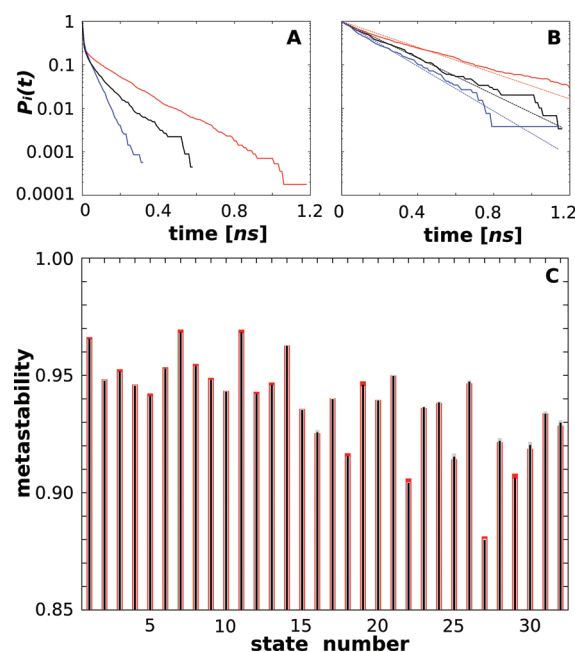 1
A
B
0.1
0.01
0.001
0.0001
Pi(t)
0 0.4 0.8 1.2
0 0.4 0.8 1.2
time [ns]
time [ns]
1.00
C
0.95
0.90
0.85
metastability
5 10 15 20 25 30
state number